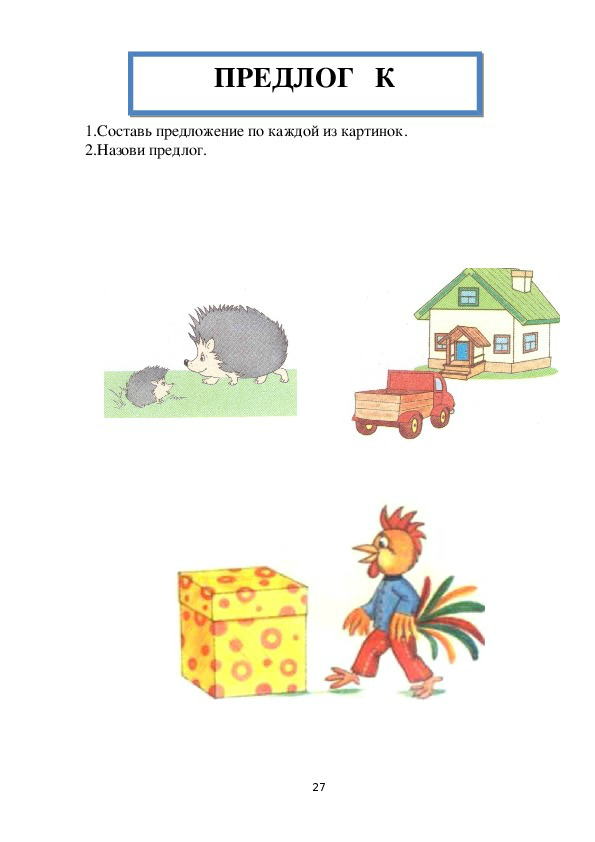 ПРЕДЛОГ К
1.Составь предложение по каждой из картинок.
2.Назови предлог.
27